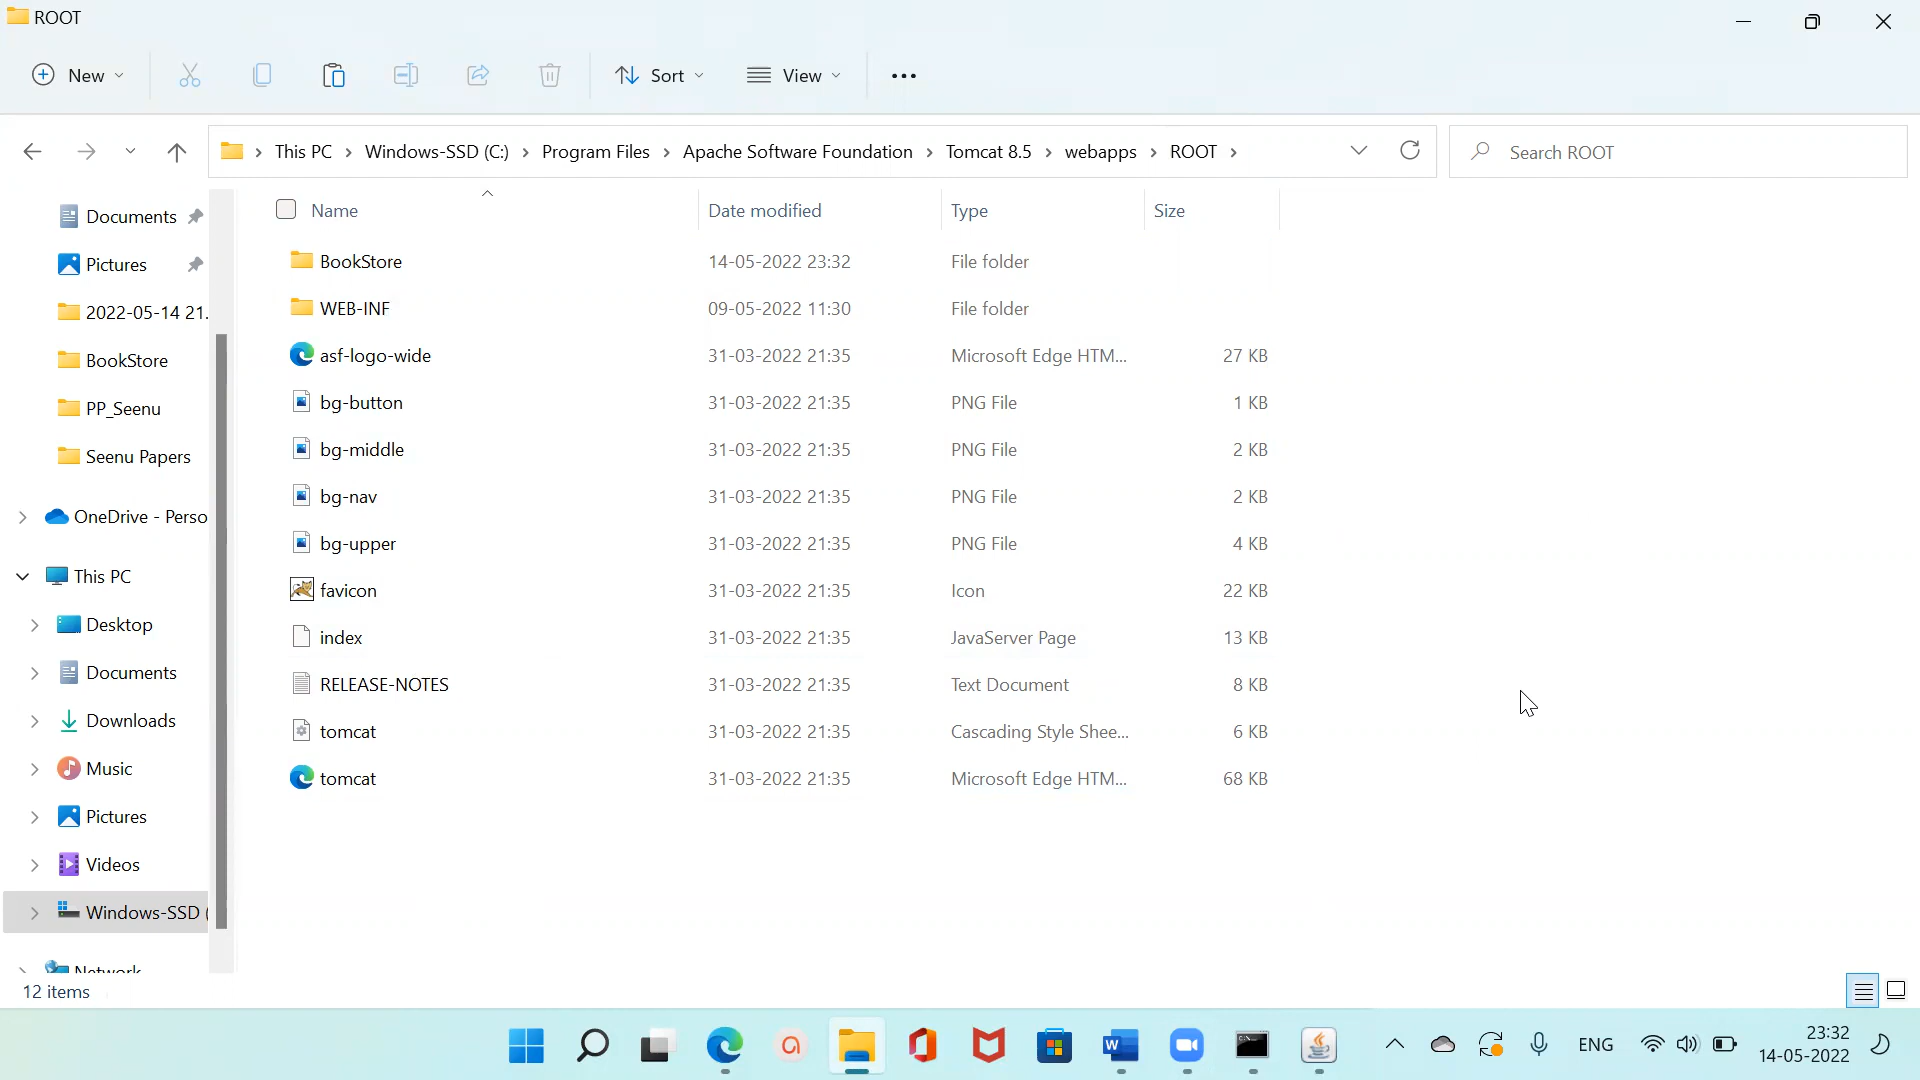 ROOT
New
Sort
View
This PC
Windows-SSD (C:)
Program Files
Apache Software Foundation
Tomcat 8.5
webapps
ROOT
Search ROOT
Documents
Pictures
2022-05-14 21.
BookStore
PP_Seenu
Seenu Papers
OneDrive - Perso
This PC
Desktop
Documents
Downloads
Music
Pictures
Videos
Windows-SSD (
Network
Name Date modified Type Size
BookStore 14-05-2022 23:32 File folder
WEB-INF 09-05-2022 11:30 File folder
asf-logo-wide 31-03-2022 21:35 Microsoft Edge HTM... 27 KB
bg-button 31-03-2022 21:35 PNG File 1 KB
bg-middle 31-03-2022 21:35 PNG File 2 KB
bg-nav 31-03-2022 21:35 PNG File 2 KB
bg-upper 31-03-2022 21:35 PNG File 4 KB
favicon 31-03-2022 21:35 Icon 22 KB
index 31-03-2022 21:35 JavaServer Page 13 KB
RELEASE-NOTES 31-03-2022 21:35 Text Document 8 KB
tomcat 31-03-2022 21:35 Cascading Style Shee... 6 KB
tomcat 31-03-2022 21:35 Microsoft Edge HTM... 68 KB
12 items
ENG
23:32
14-05-2022